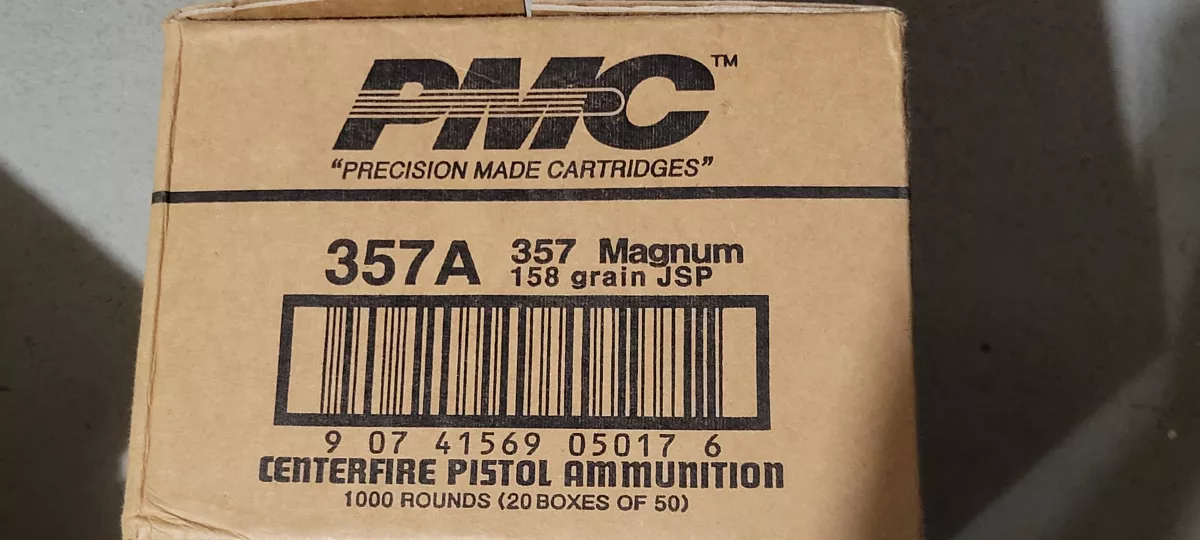 PMC™
"PRECISION MADE CARTRIDGES"
357A 357 Magnum
158 grain JSP
9 07 41569 05017 6
CENTERFIRE PISTOL AMMUNITION
1000 ROUNDS (20 BOXES OF 50)